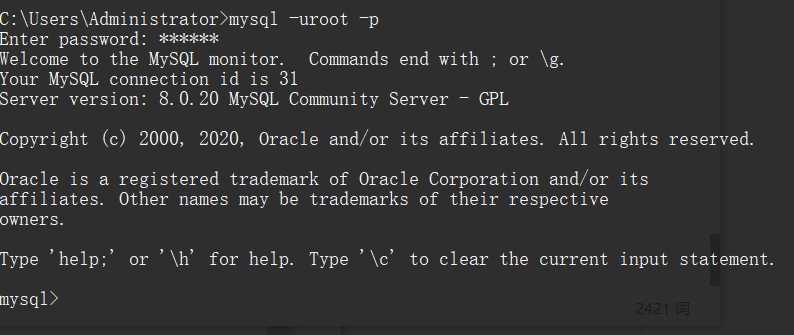 C:\Users\Administrator>mysql -uroot -p
Enter password: ******
Welcome to the MySQL monitor.  Commands end with ; or \g.
Your MySQL connection id is 31
Server version: 8.0.20 MySQL Community Server - GPL
Copyright (c) 2000, 2020, Oracle and/or its affiliates. All rights reserved.
Oracle is a registered trademark of Oracle Corporation and/or its
affiliates. Other names may be trademarks of their respective
owners.
Type 'help;' or '\h' for help. Type '\c' to clear the current input statement.
mysql>
2421 词